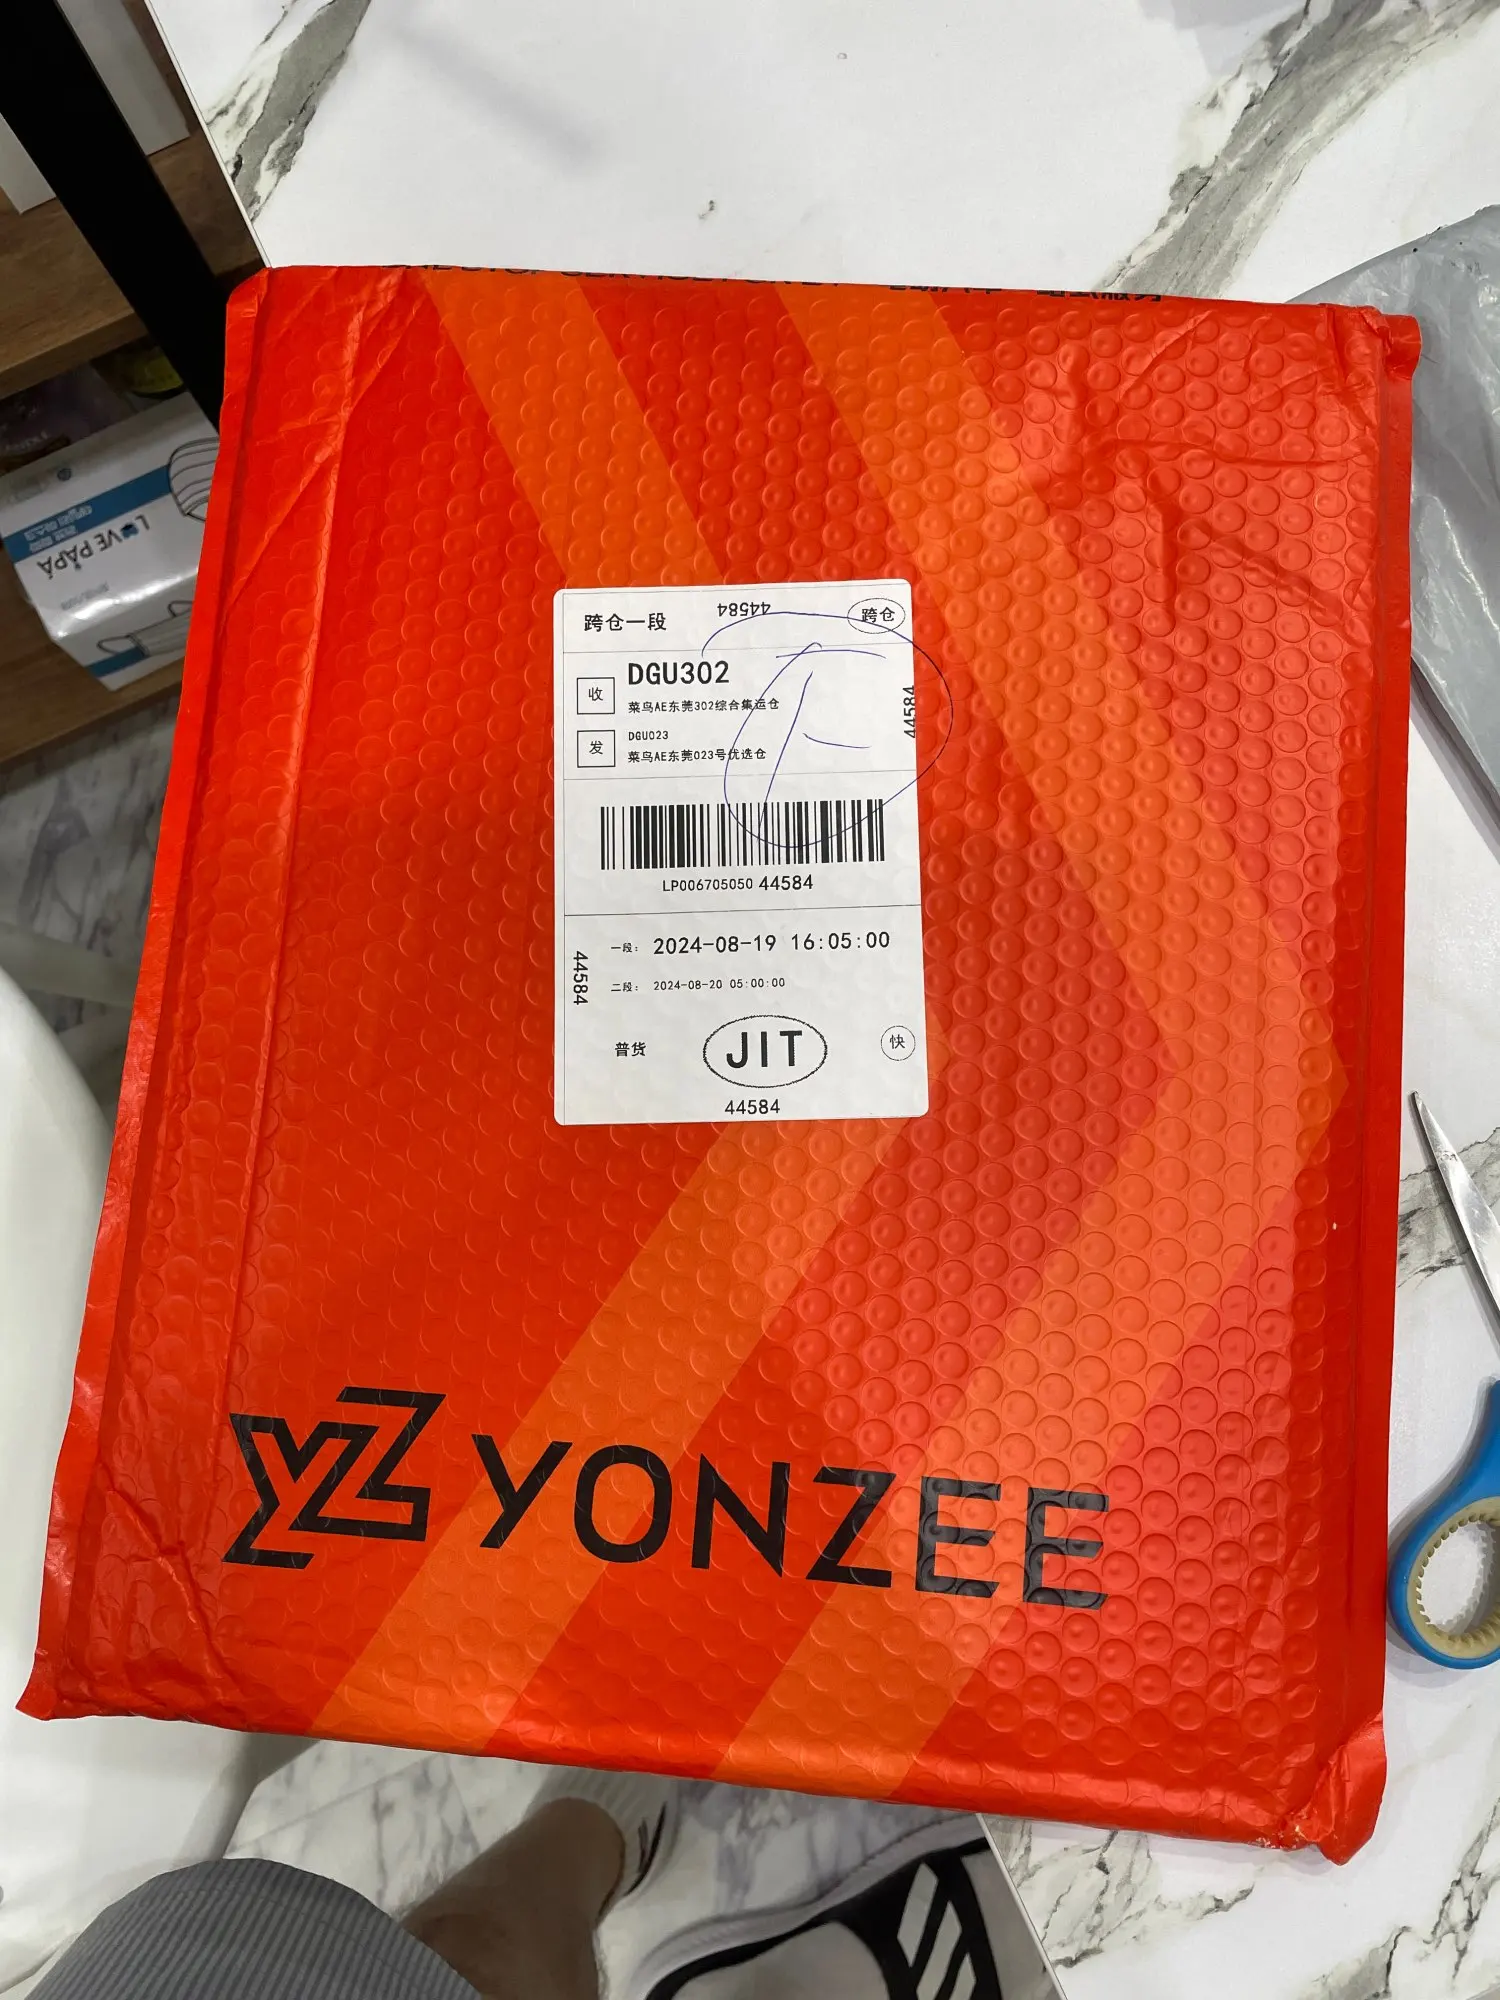 跨仓一段
44584
跨仓
收
DGU302
菜鸟AE东莞302综合集运仓
44584
发
DGU023
菜鸟AE东莞023号优选仓
LP00670505044584
44584
一段: 2024-08-19 16:05:00
二段: 2024-08-20 05:00:00
普货
JIT
快
44584
YZ YONZEE
LOVE PAPA